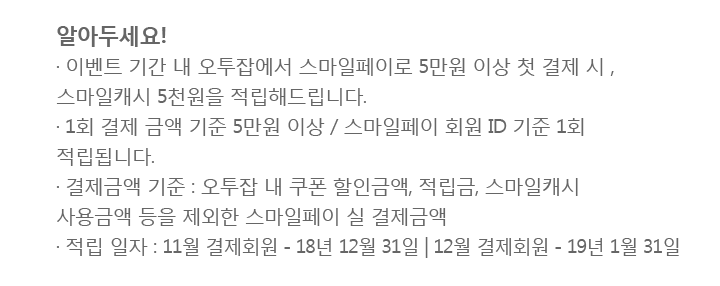 알아두세요!
· 이벤트 기간 내 오투잡에서 스마일페이로 5만원 이상 첫 결제 시 ,
스마일캐시 5천원을 적립해드립니다.
· 1회 결제 금액 기준 5만원 이상 / 스마일페이 회원 ID 기준 1회
적립됩니다.
· 결제금액 기준 : 오투잡 내 쿠폰 할인금액, 적립금, 스마일캐시
사용금액 등을 제외한 스마일페이 실 결제금액
· 적립 일자 : 11월 결제회원 - 18년 12월 31일 | 12월 결제회원 - 19년 1월 31일